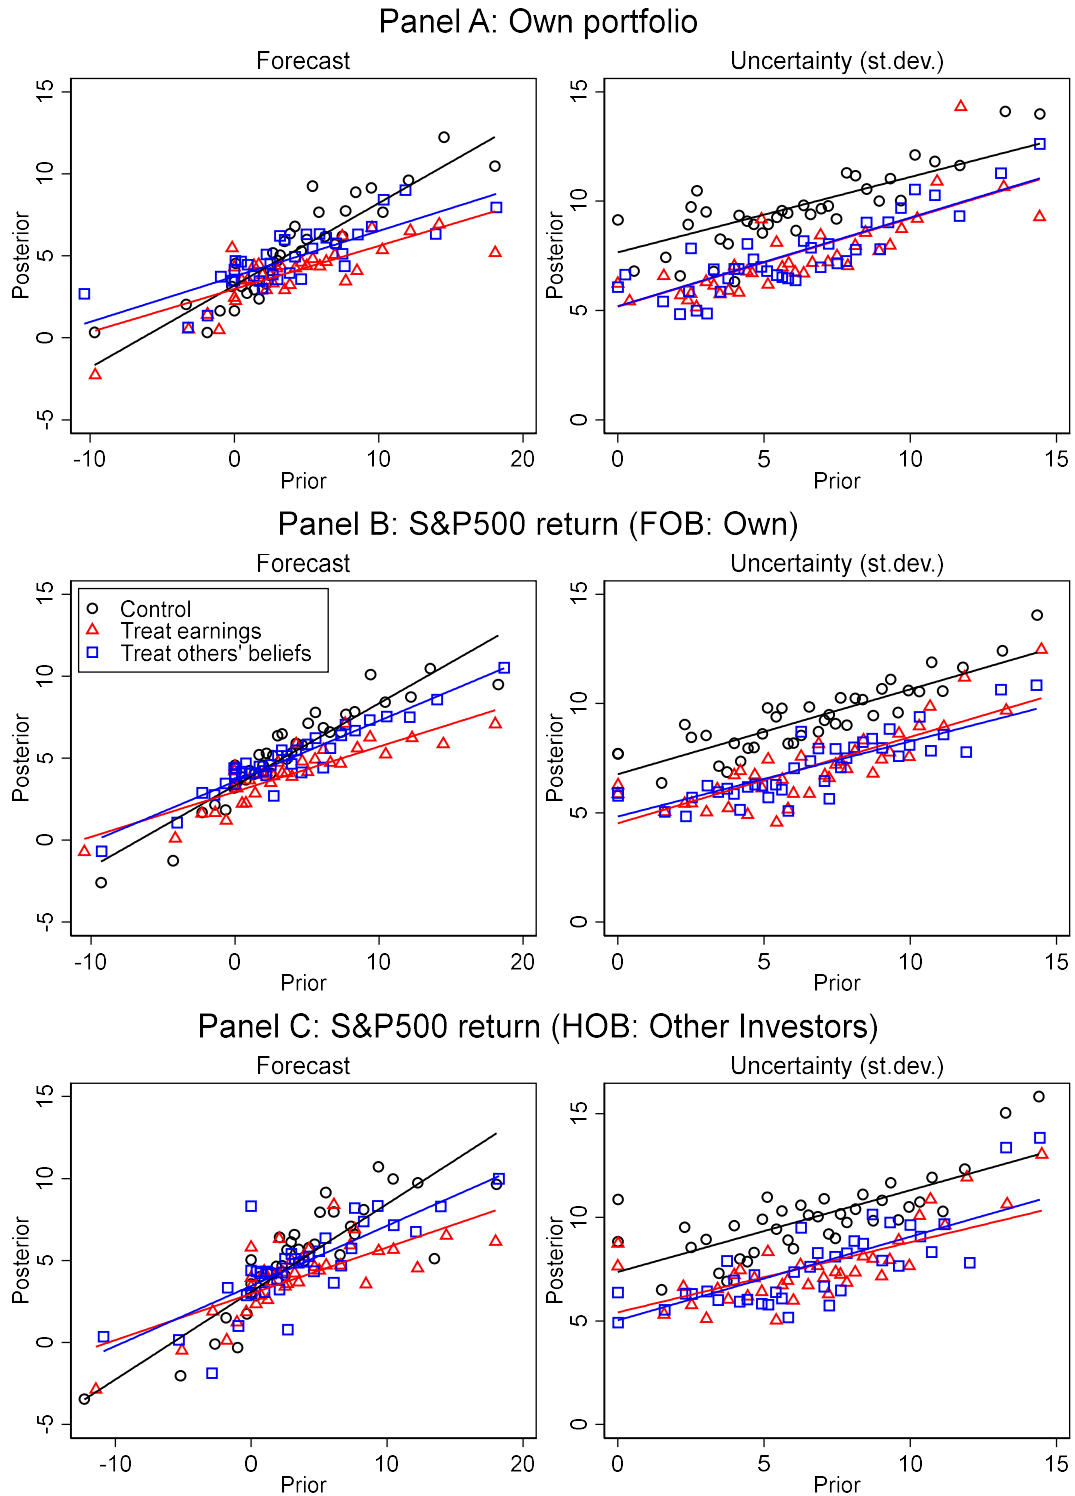 Panel A: Own portfolio
Forecast
Uncertainty (st.dev.)
Posterior
15
10
5
0
-5
-10 0 10 20
Prior
Posterior
15
10
5
0
0 5 10 15
Prior
Panel B: S&P500 return (FOB: Own)
Forecast
Uncertainty (st.dev.)
Control
Treat earnings
Treat others' beliefs
Posterior
15
10
5
0
-5
-10 0 10 20
Prior
Posterior
15
10
5
0
0 5 10 15
Prior
Panel C: S&P500 return (HOB: Other Investors)
Forecast
Uncertainty (st.dev.)
Posterior
15
10
5
0
-5
-10 0 10 20
Prior
Posterior
15
10
5
0
0 5 10 15
Prior